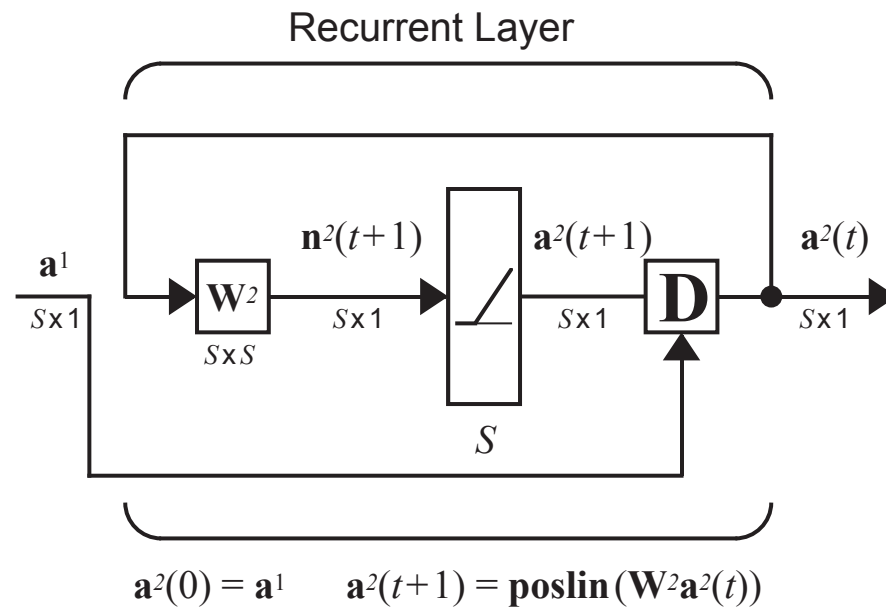 Recurrent Layer
a¹ n²(t+1) a²(t+1) a²(t)
W² D
Sx1 Sx1 Sx1 Sx1
SxS
S
a²(0) = a¹ a²(t+1) = poslin(W²a²(t))